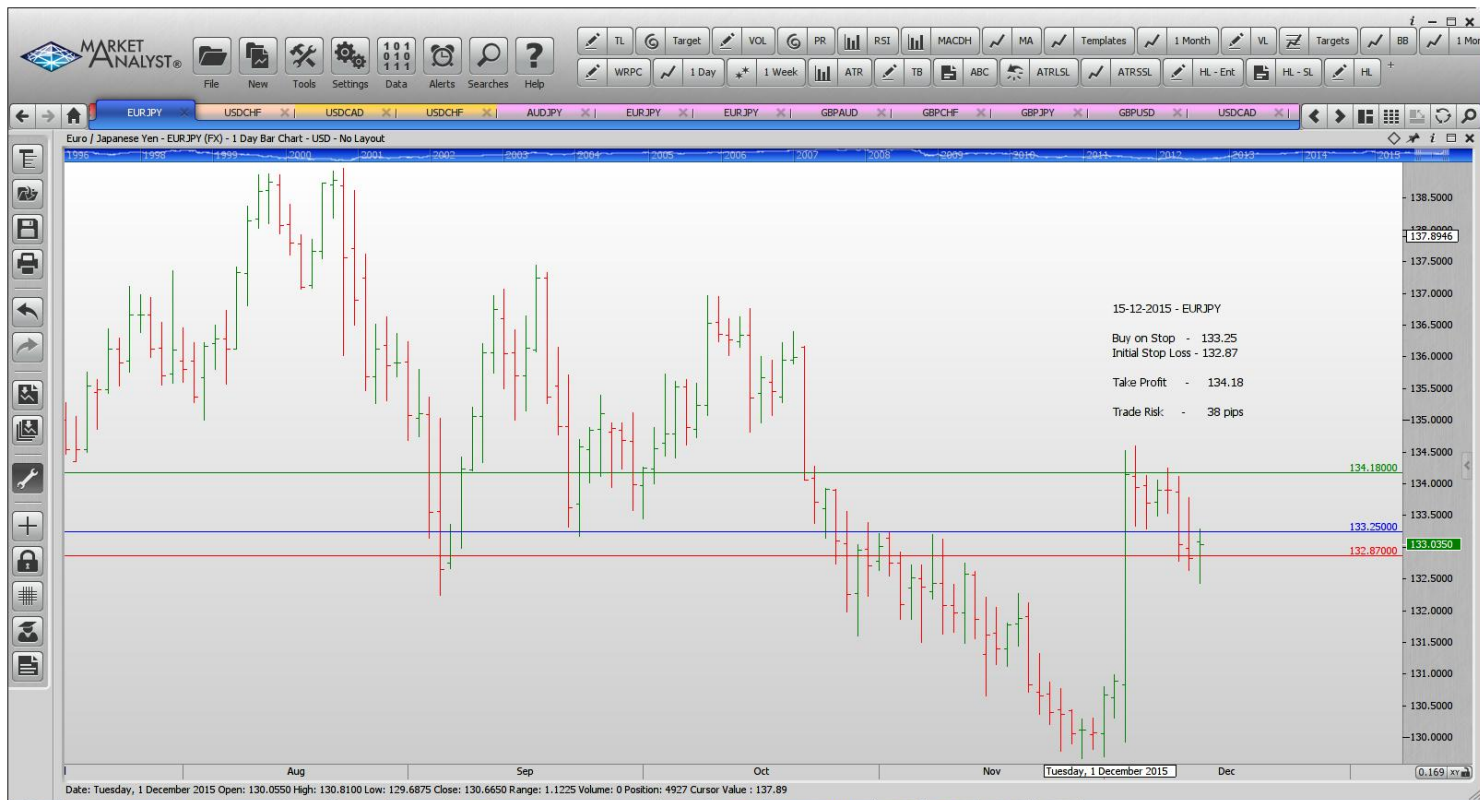 i
MARKET
ANALYST®
File New Tools Settings Data Alerts Searches Help
101
010
111
TL Target VOL PR RSI MACDH MA Templates 1 Month VL Targets BB 1 Mor
WRPC 1 Day 1 Week ATR TB ABC ATRLSL ATRSSL HL - Ent HL - SL HL +
EURJPY USDCHF USDCAD USDCHF AUDJPY EURJPY EURJPY GBPAUD GBPCHF GBPJPY GBPUSD USDCAD
Euro / Japanese Yen - EURJPY (FX) - 1 Day Bar Chart - USD - No Layout
1996 1998 1999 2000 2001 2002 2003 2004 2005 2006 2007 2008 2009 2010 2011 2012 2013 2014 2015
138.5000
138.0000
137.8946
137.5000
137.0000
136.5000
136.0000
135.5000
135.0000
134.5000
134.0000
133.5000
133.0350
132.5000
132.0000
131.5000
131.0000
130.5000
130.0000
15-12-2015 - EURJPY
Buy on Stop - 133.25
Initial Stop Loss - 132.87
Take Profit - 134.18
Trade Risk - 38 pips
134.18000
133.25000
132.87000
Aug Sep Oct Nov Tuesday, 1 December 2015 Dec
0.169 XY
Date: Tuesday, 1 December 2015 Open: 130.0550 High: 130.8100 Low: 129.6875 Close: 130.6650 Range: 1.1225 Volume: 0 Position: 4927 Cursor Value : 137.89